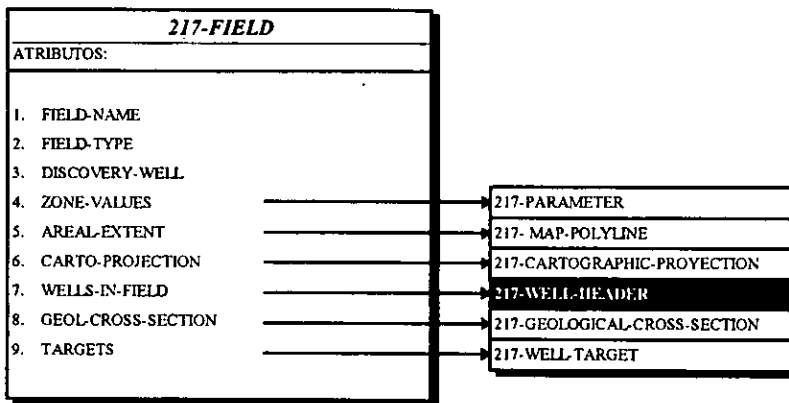 217-FIELD
ATRIBUTOS:
1. FIELD-NAME
2. FIELD-TYPE
3. DISCOVERY-WELL
4. ZONE-VALUES
5. AREAL-EXTENT
6. CARTO-PROJECTION
7. WELLS-IN-FIELD
8. GEOL-CROSS-SECTION
9. TARGETS
217-PARAMETER
217- MAP-POLYLINE
217-CARTOGRAPHIC-PROYECTION
217-WELL-HEADER
217-GEOLOGICAL-CROSS-SECTION
217-WELL-TARGET